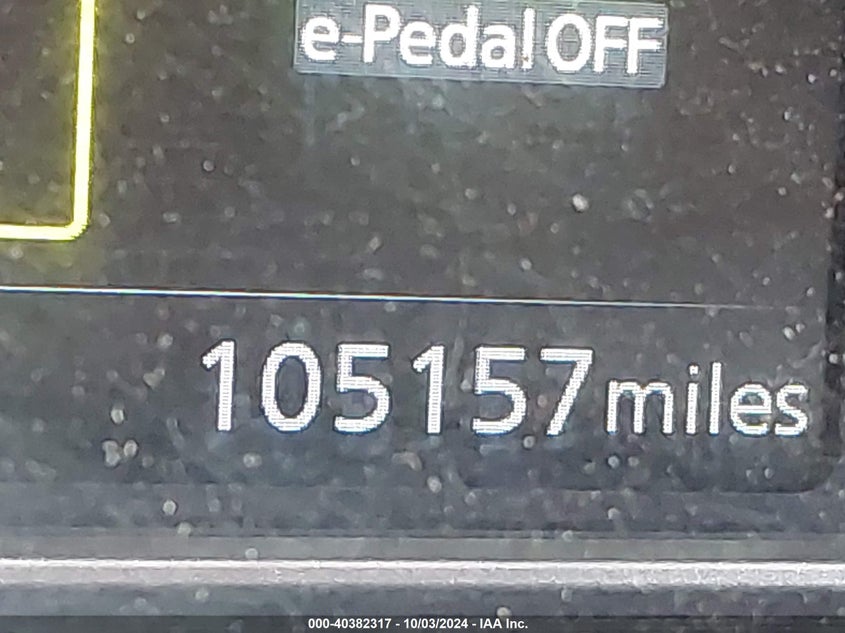 e-Pedal OFF
105157 miles
000-40382317 - 10/03/2024 - IAA Inc.